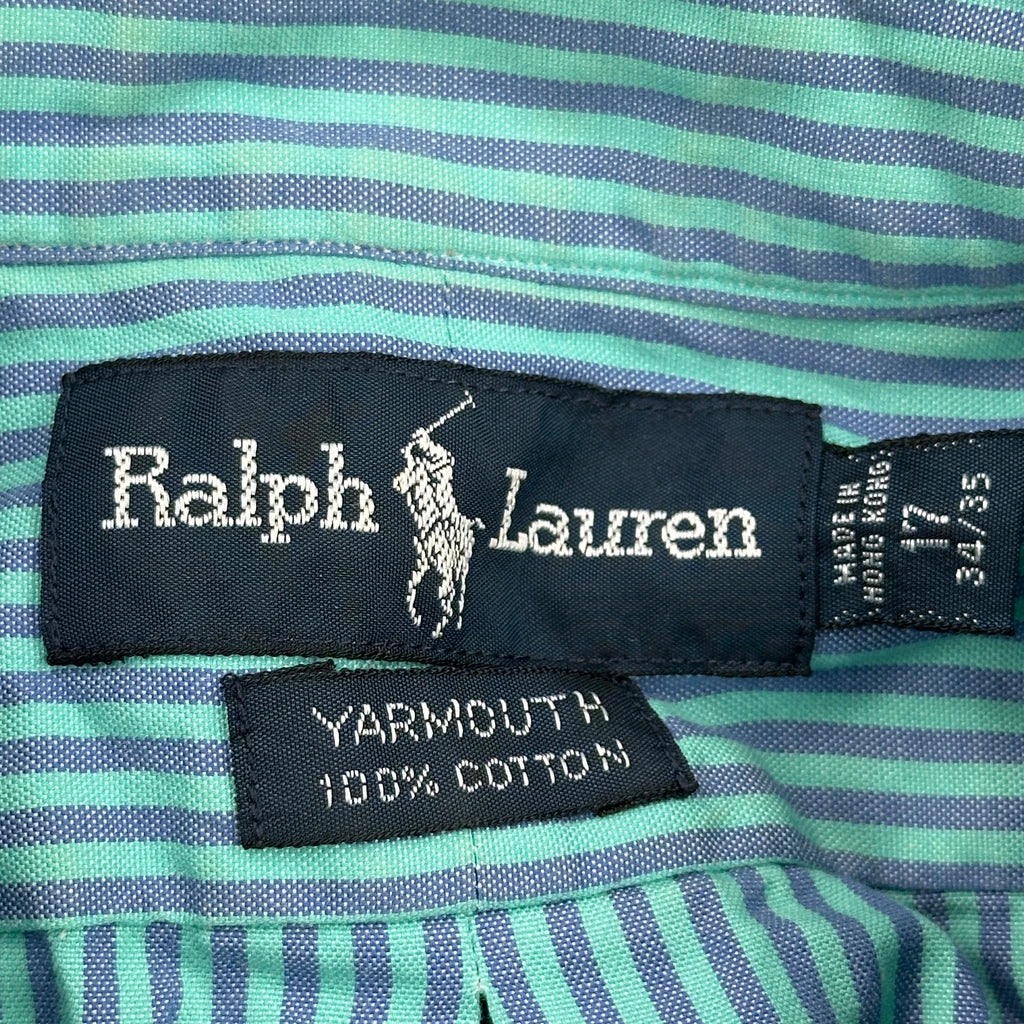 Ralph Lauren
MADE IN
HONG KONG
17
34/35
YARMOUTH
100% COTTON